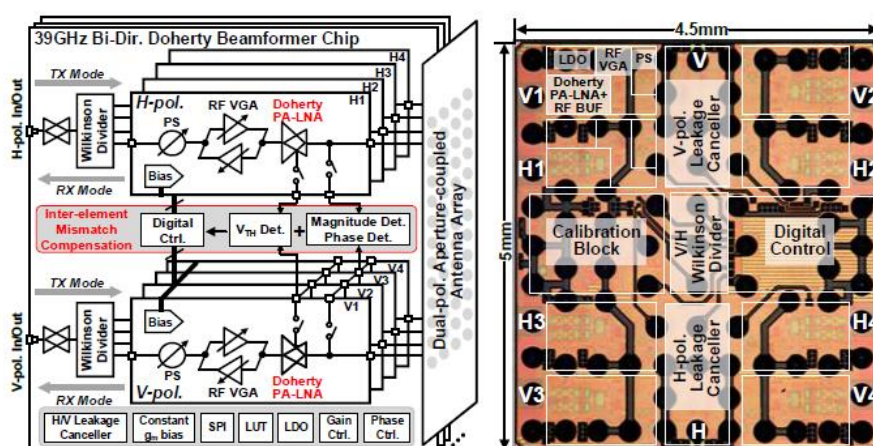 39GHz Bi-Dir. Doherty Beamformer Chip
TX Mode
H4
H3
H2
H1
H-pol.
RF VGA
Doherty
PA-LNA
PS
H-pol. In/Out
Wilkinson
Divider
Bias
RX Mode
Inter-element
Mismatch
Compensation
Digital
Ctrl.
VTH Det.
+
Magnitude Det.
Phase Det.
TX Mode
V4
V3
V2
V1
Bias
V-pol. In/Out
Wilkinson
Divider
PS
RF VGA
Doherty
PA-LNA
V-pol.
RX Mode
H/V Leakage
Canceller
Constant
gm bias
SPI
LUT
LDO
Gain
Ctrl.
Phase
Ctrl.
Dual-pol. Aperture-coupled
Antenna Array
4.5mm
5mm
LDO
RF
VGA
PS
V
V1
Doherty
PA-LNA+
RF BUF
V2
V-pol.
Leakage
Canceller
H1
H2
Calibration
Block
V/H
Wilkinson
Divider
Digital
Control
H3
H4
H-pol.
Leakage
Canceller
V3
V4
H